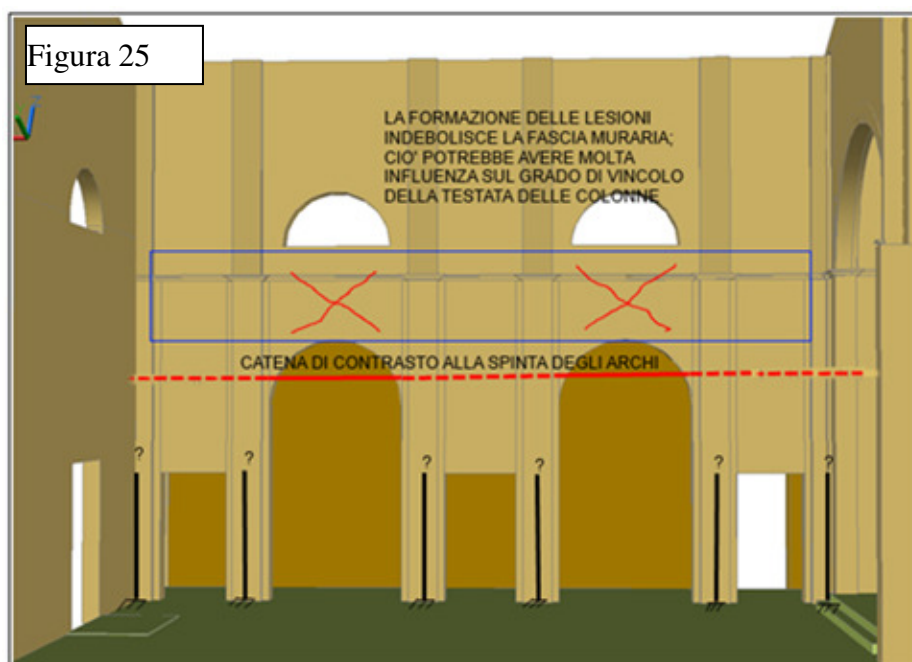 Figura 25
LA FORMAZIONE DELLE LESIONI
INDEBOLISCE LA FASCIA MURARIA;
CIO' POTREBBE AVERE MOLTA
INFLUENZA SUL GRADO DI VINCOLO
DELLA TESTATA DELLE COLONNE
CATENA DI CONTRASTO ALLA SPINTA DEGLI ARCHI
? ? ? ? ? ?